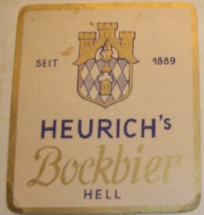 SEIT 1889
HEURICH's
Bockbier
HELL